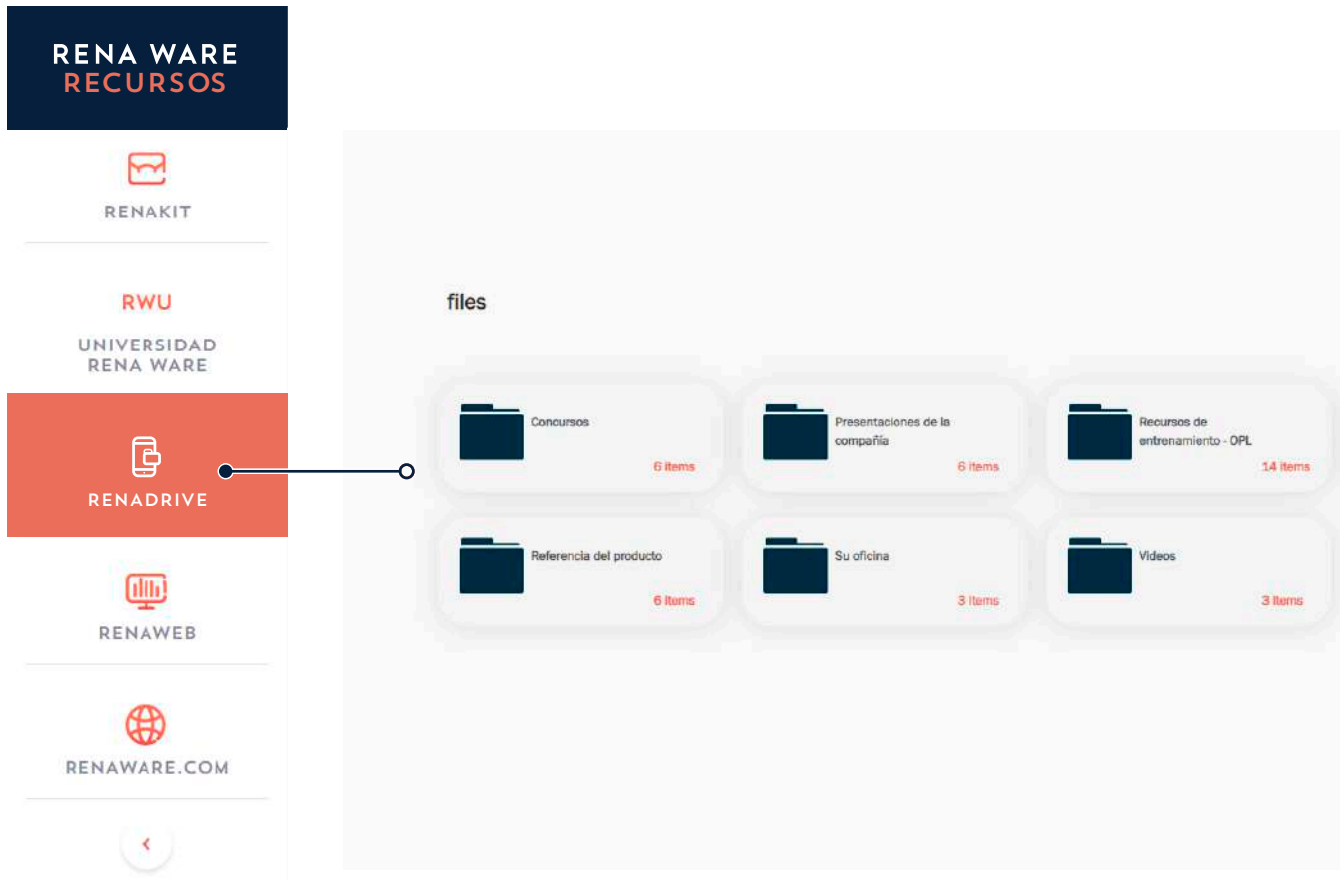 RENA WARE
RECURSOS
RENAKIT
RWU
UNIVERSIDAD
RENA WARE
RENADRIVE
RENAWEB
RENAWARE.COM
files
Concursos
6 items
Presentaciones de la
compañía
6 items
Recursos de
entrenamiento - OPL
14 items
Referencia del producto
6 items
Su oficina
3 items
Videos
3 items